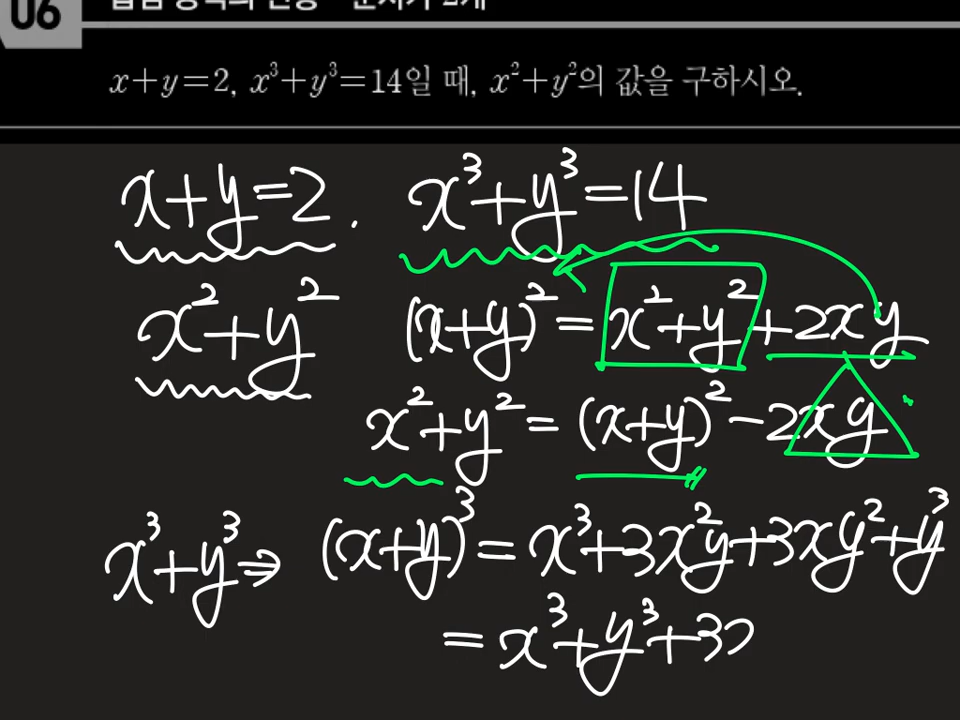 06
x+y=2, x³+y³=14일 때, x²+y²의 값을 구하시오.
x+y=2. x³+y³=14
x²+y² (x+y)²=x²+y²+2xy
x²+y²=(x+y)²-2xy
x³+y³⇒ (x+y)³=x³+3x²y+3xy²+y³
=x³+y³+3x